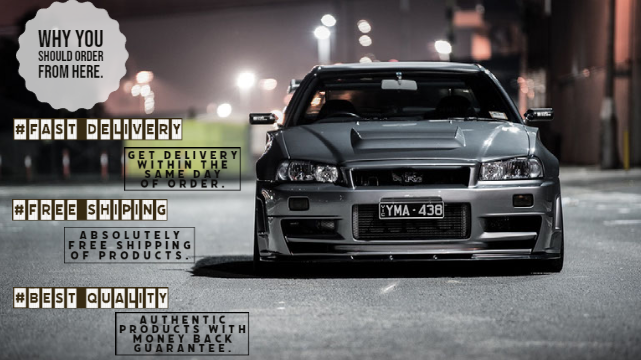 WHY YOU
SHOULD ORDER
FROM HERE.
#FAST DELIVERY
GET DELIVERY
WITHIN THE
SAME DAY
OF ORDER.
#FREE SHIPING
ABSOLUTELY
FREE SHIPPING
OF PRODUCTS.
#BEST QUALITY
AUTHENTIC
PRODUCTS WITH
MONEY BACK
GUARANTEE.
YMA·438